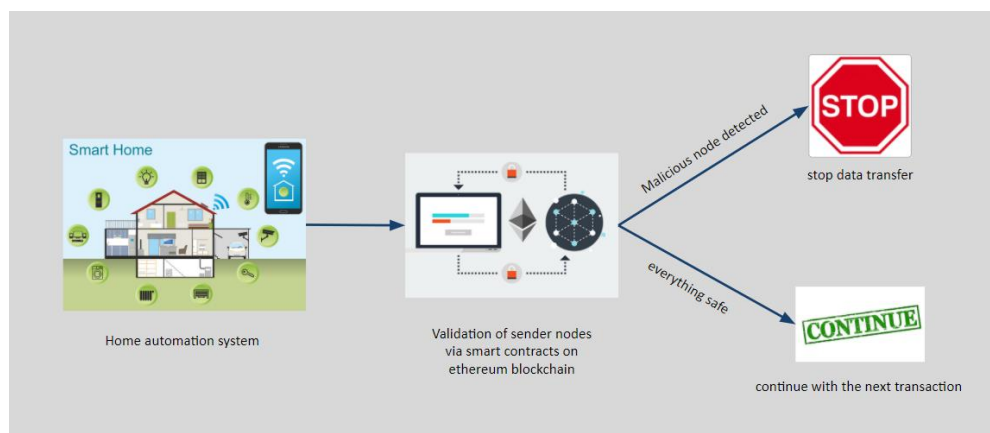 Smart Home
Home automation system
Validation of sender nodes
via smart contracts on
ethereum blockchain
Malicious node detected
everything safe
STOP
stop data transfer
CONTINUE
continue with the next transaction